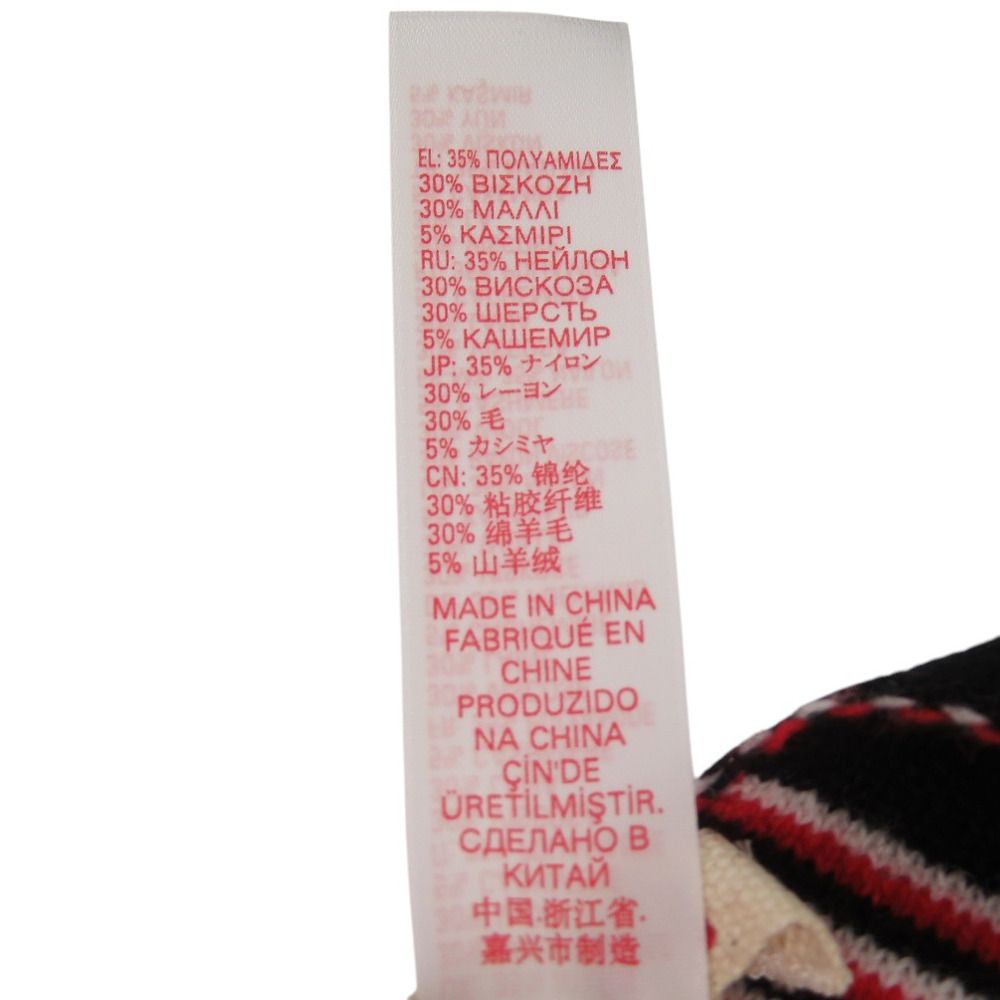 EL: 35% ΠΟΛΥΑΜΙΔΕΣ
30% ΒΙΣΚΟΖΗ
30% ΜΑΛΛΙ
5% ΚΑΣΜΙΡΙ
RU: 35% НЕЙЛОН
30% ВИСКОЗА
30% ШЕРСТЬ
5% КАШЕМИР
JP: 35% ナイロン
30% レーヨン
30% 毛
5% カシミヤ
CN: 35% 锦纶
30% 粘胶纤维
30% 绵羊毛
5% 山羊绒
MADE IN CHINA
FABRIQUÉ EN
CHINE
PRODUZIDO
NA CHINA
ÇİN'DE
ÜRETİLMİŞTİR.
СДЕЛАНО В
КИТАЙ
中国.浙江省.
嘉兴市制造